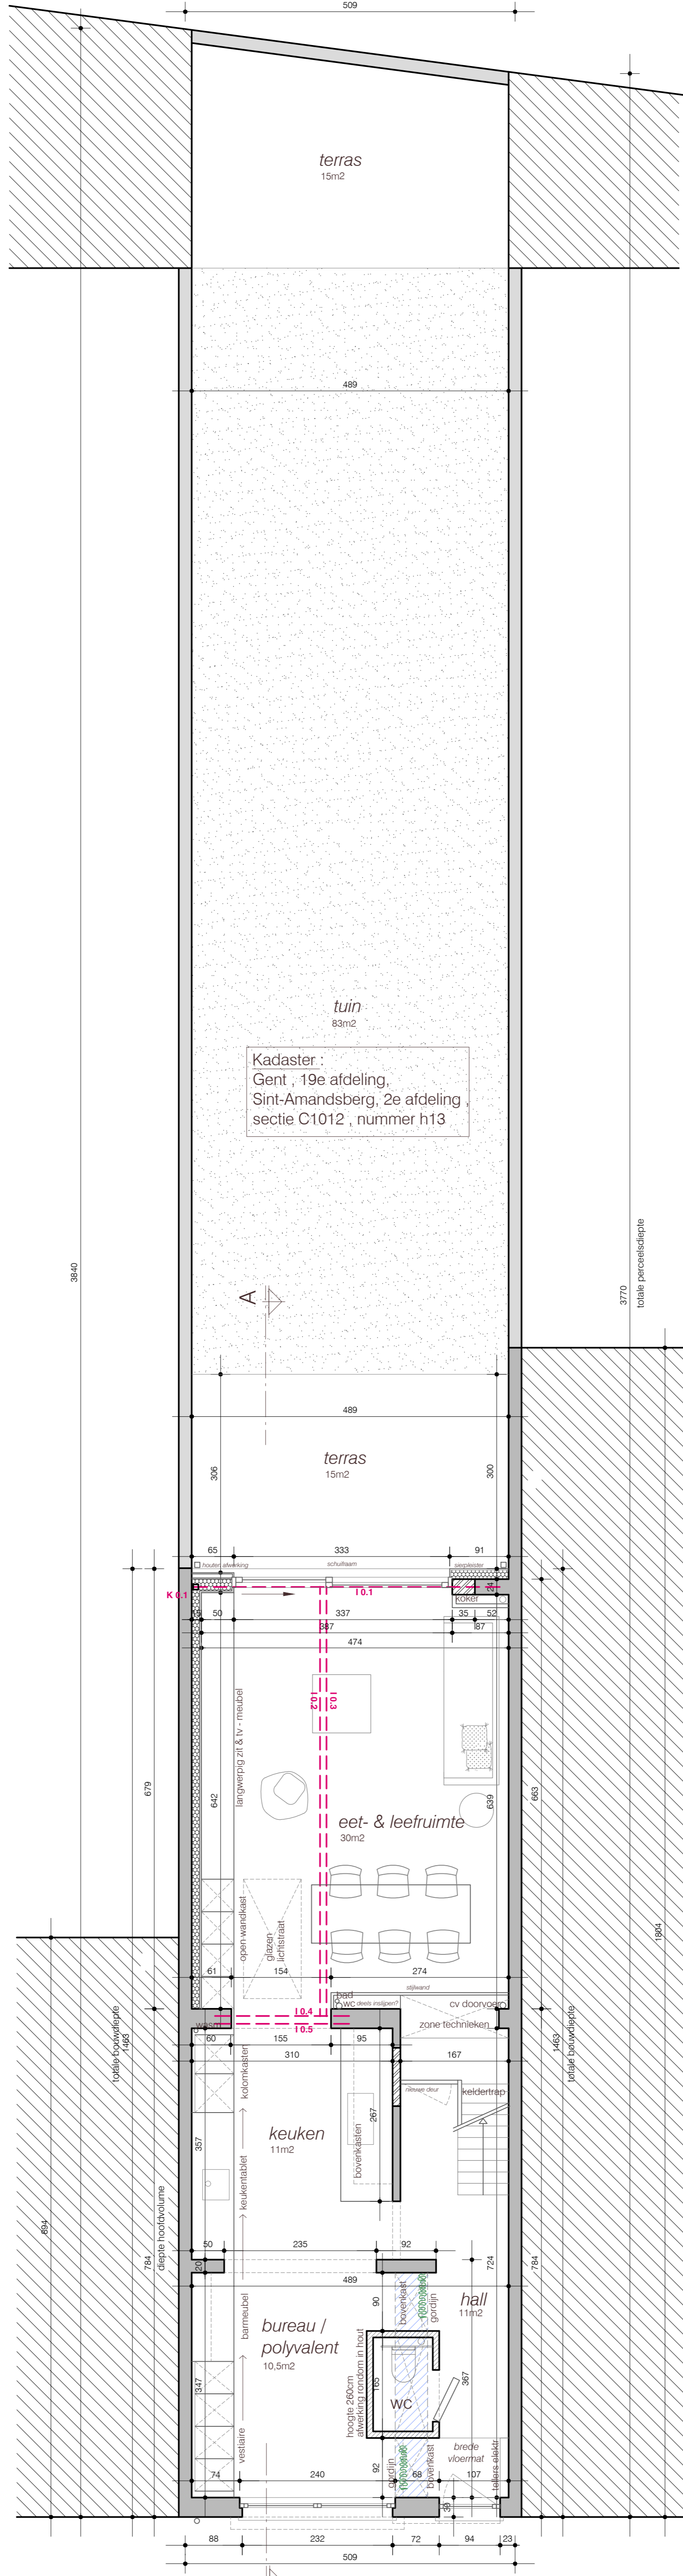 509
terras
15m2
489
tuin
83m2
Kadaster :
Gent , 19e afdeling,
Sint-Amandsberg, 2e afdeling ,
sectie C1012 , nummer h13
3840
3770
totale perceelsdiepte
A
489
306
300
terras
15m2
65
333
91
houten afwerking
schuifraam
sierpleister
K 0.1
I 0.1
24
koker
15
50
337
35
52
387
87
474
I 0.2
I 0.3
langwerpig zit & tv - meubel
679
642
639
663
eet- & leefruimte
30m2
open wandkast
glazen
lichtstraat
1804
61
154
274
stijlwand
bad
WC
deels inslijpen?
cv doorvoer
zone technieken
I 0.4
I 0.5
60
155
95
310
167
totale bouwdiepte
1463
1463
totale bouwdiepte
kolomkasten
nieuwe deur
keldertrap
267
keuken
11m2
357
bovenkasten
keukentablet
694
784
diepte hoofdvolume
50
235
92
20
724
784
489
hall
11m2
90
bovenkast
gordijn
barmeubel
bureau /
polyvalent
10,5m2
hoogte 260cm
afwerking rondom in hout
347
165
367
WC
vestiaire
brede
vloermat
92
gordijn
bovenkast
tellers elektr
74
240
68
107
39
88
232
72
94
23
509